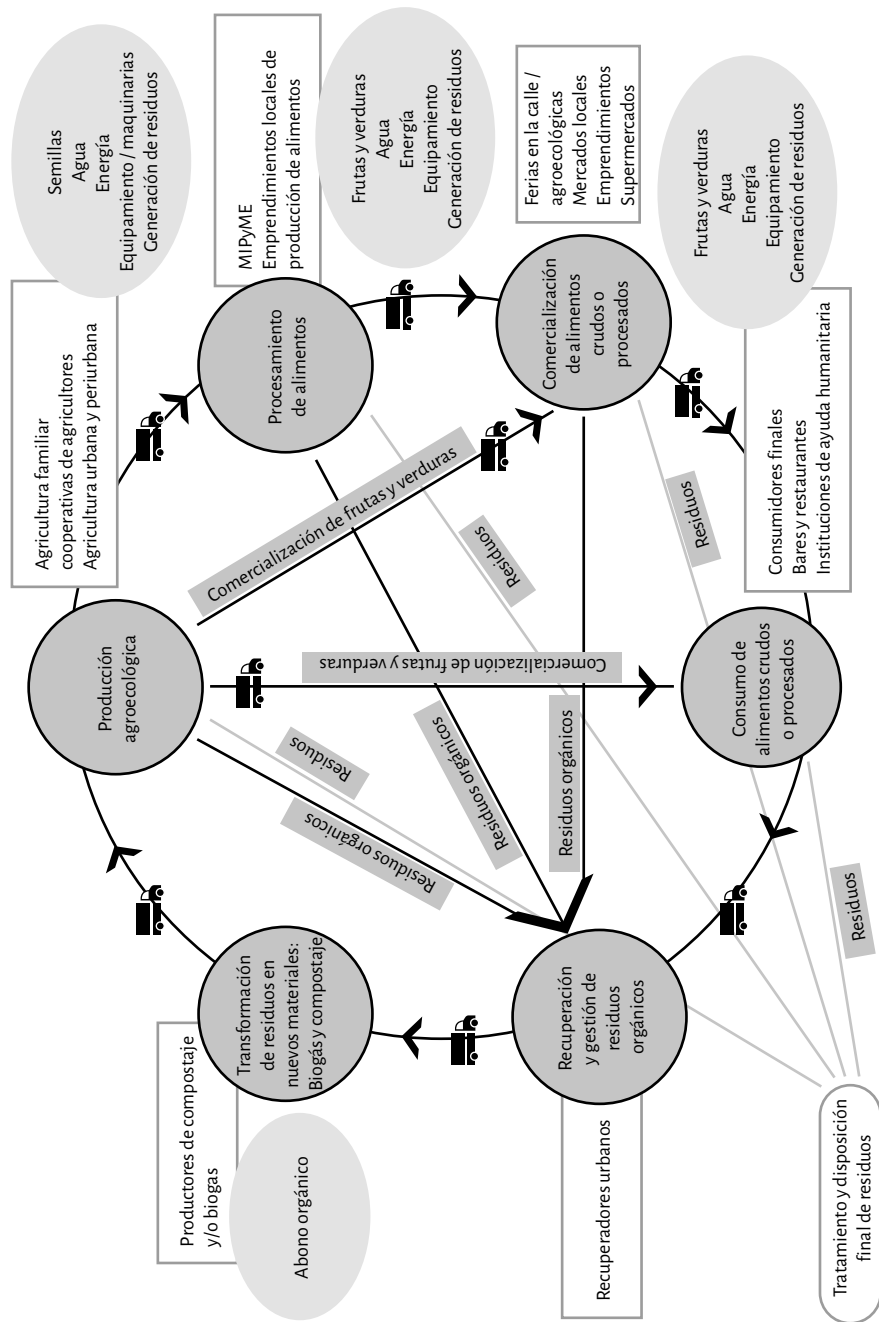 Producción
agroecológica
Agricultura familiar
cooperativas de agricultores
Agricultura urbana y periurbana
Semillas
Agua
Energía
Equipamiento / maquinarias
Generación de residuos
Procesamiento
de alimentos
MIPyME
Emprendimientos locales de
producción de alimentos
Frutas y verduras
Agua
Energía
Equipamiento
Generación de residuos
Comercialización
de alimentos
crudos o
procesados
Ferias en la calle /
agroecológicas
Mercados locales
Emprendimientos
Supermercados
Frutas y verduras
Agua
Energía
Equipamiento
Generación de residuos
Consumidores finales
Bares y restaurantes
Instituciones de ayuda humanitaria
Consumo de
alimentos crudos
o procesados
Recuperación
y gestión de
residuos
orgánicos
Recuperadores urbanos
Transformación
de residuos en
nuevos materiales:
Biogás y compostaje
Productores de compostaje
y/o biogas
Abono orgánico
Comercialización de frutas y verduras
Comercialización de frutas y verduras
Residuos
Residuos orgánicos
Residuos orgánicos
Residuos orgánicos
Residuos
Residuos
Residuos
Tratamiento y disposición
final de residuos